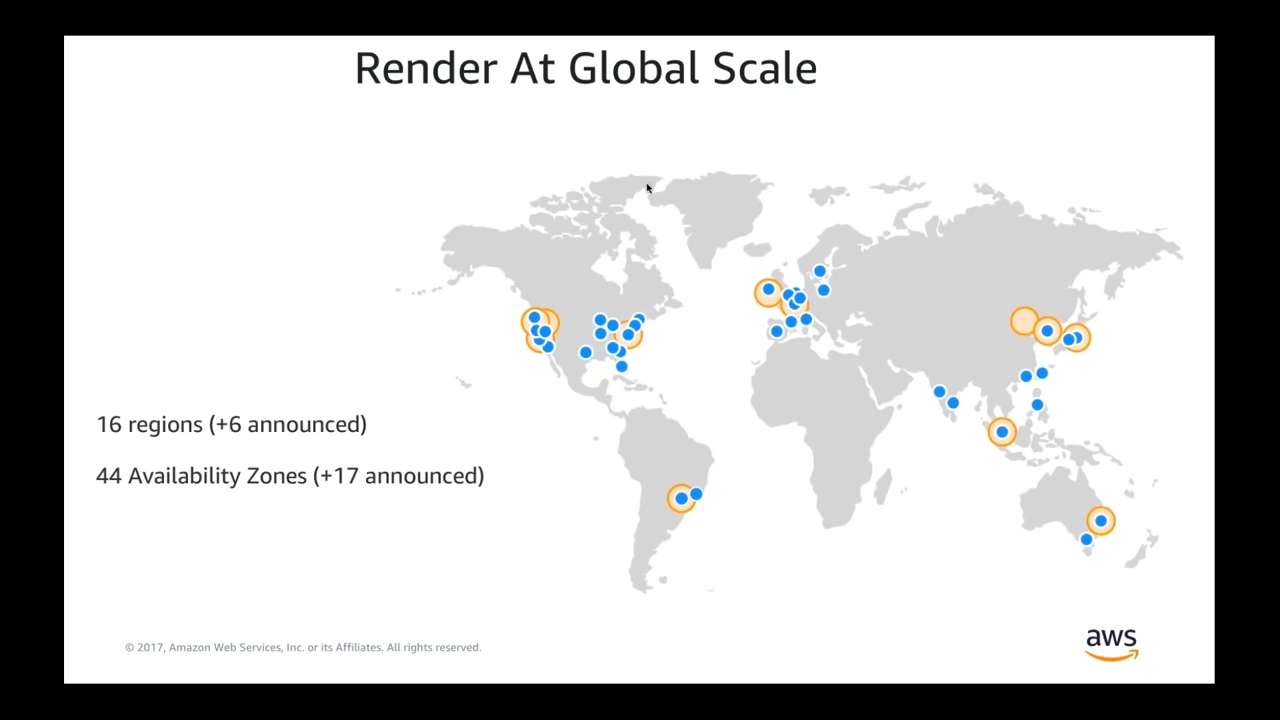 Render At Global Scale
16 regions (+6 announced)
44 Availability Zones (+17 announced)
© 2017, Amazon Web Services, Inc. or its Affiliates. All rights reserved.
aws